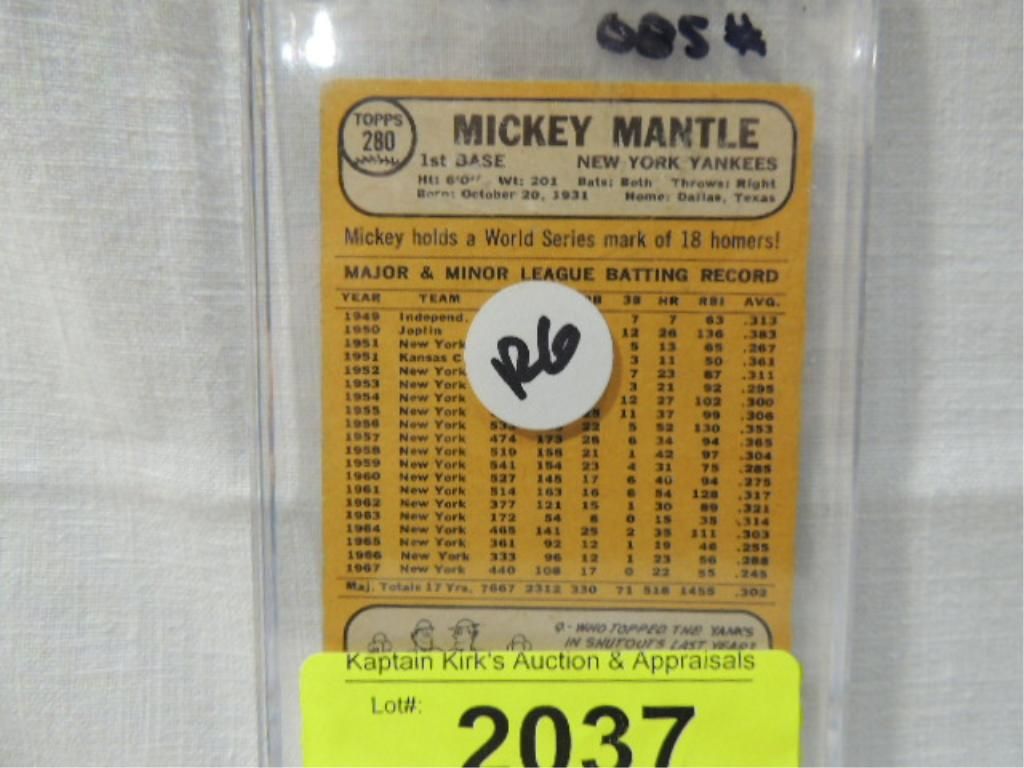 0854
TOPPS
280
MICKEY MANTLE
1st BASE NEW YORK YANKEES
Ht: 6'0" Wt: 201 Bats: Both Throws: Right
Born: October 20, 1931 Home: Dallas, Texas
Mickey holds a World Series mark of 18 homers!
MAJOR & MINOR LEAGUE BATTING RECORD
YEAR TEAM 3B HR RBI AVG.
1949 Independ. 7 7 63 .313
1950 Joplin 12 26 136 .383
1951 New York 5 13 65 .267
1951 Kansas C 3 11 50 .361
1952 New York 7 23 87 .311
1953 New York 3 21 92 .295
1954 New York 12 27 102 .300
1955 New York 25 11 37 99 .306
1956 New York 533 22 5 52 130 .353
1957 New York 474 173 28 6 34 94 .365
1958 New York 519 158 21 1 42 97 .304
1959 New York 541 154 23 4 31 75 .285
1960 New York 527 145 17 6 40 94 .275
1961 New York 514 163 16 6 54 128 .317
1962 New York 377 121 15 1 30 89 .321
1963 New York 172 54 8 0 15 35 .314
1964 New York 465 141 25 2 35 111 .303
1965 New York 361 92 12 1 19 46 .255
1966 New York 333 96 12 1 23 56 .288
1967 New York 440 108 17 0 22 55 .245
Maj. Totals 17 Yrs. 7667 2312 330 71 518 1455 .302
R6
Q-WHO TOPPED THE YANKS
IN SHUTOUTS LAST YEAR?
Kaptain Kirk's Auction & Appraisals
Lot#: 2037